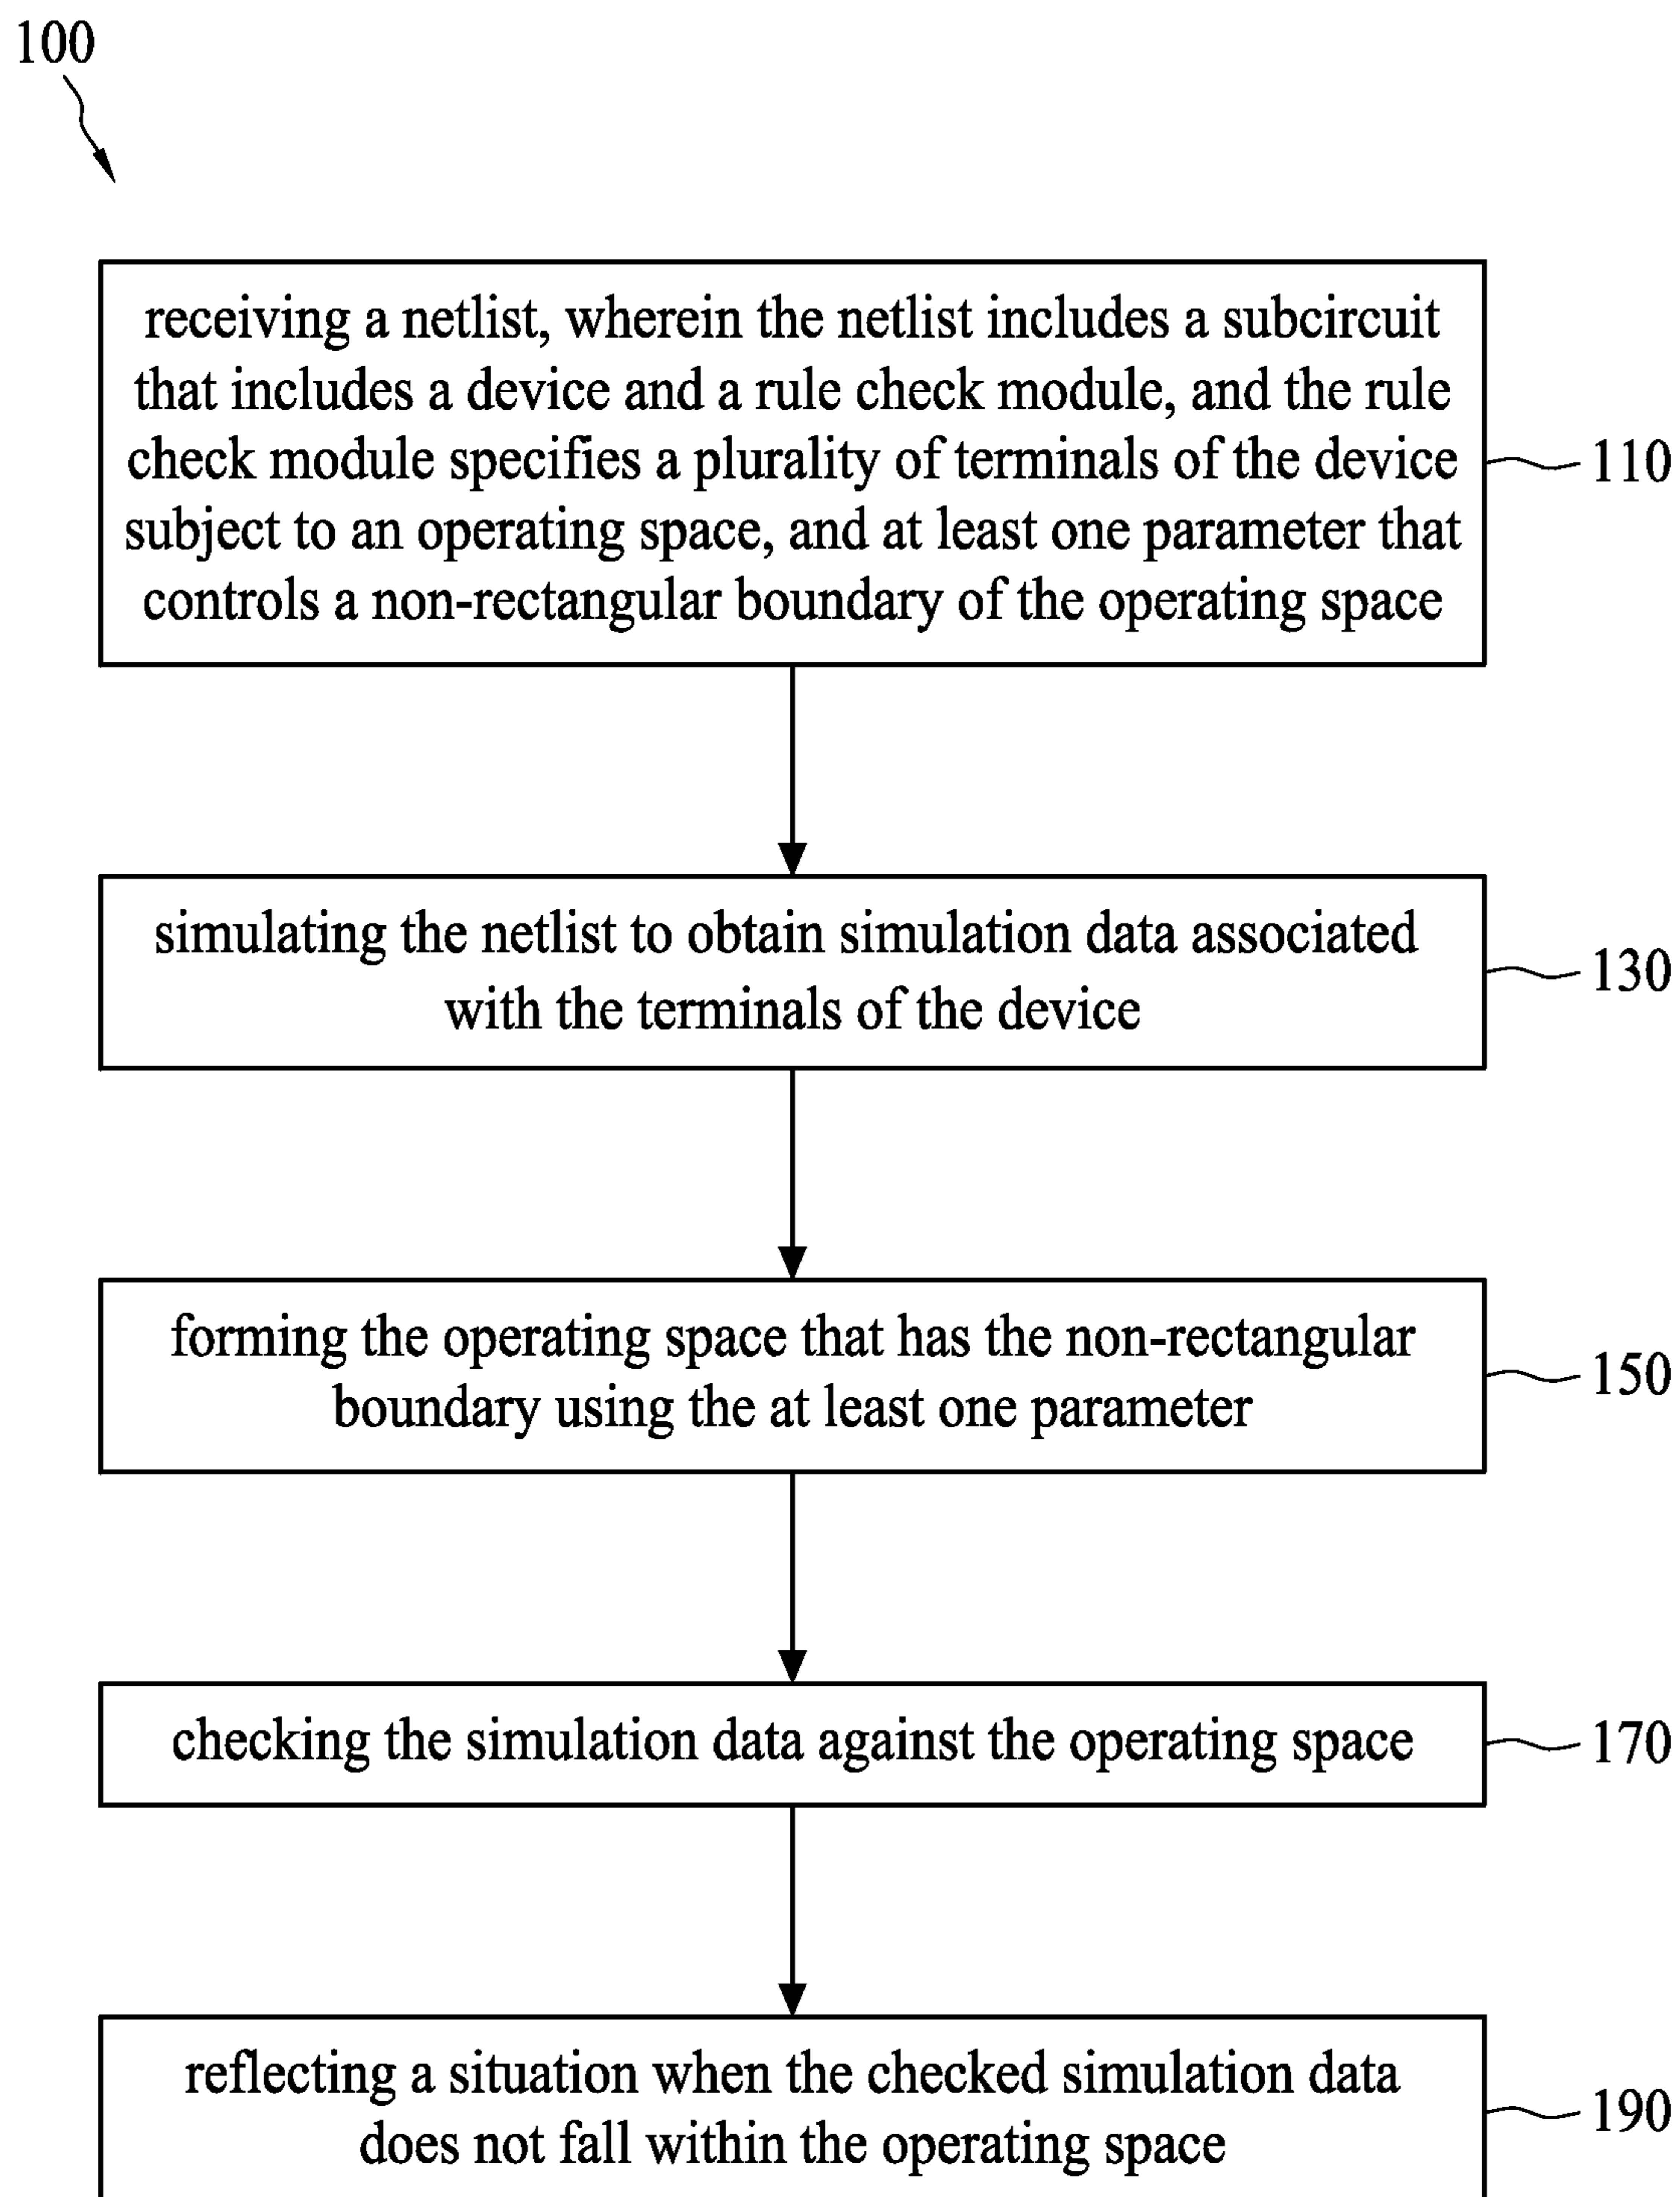 100
receiving a netlist, wherein the netlist includes a subcircuit
that includes a device and a rule check module, and the rule
check module specifies a plurality of terminals of the device
subject to an operating space, and at least one parameter that
controls a non-rectangular boundary of the operating space
110
simulating the netlist to obtain simulation data associated
with the terminals of the device
130
forming the operating space that has the non-rectangular
boundary using the at least one parameter
150
checking the simulation data against the operating space
170
reflecting a situation when the checked simulation data
does not fall within the operating space
190